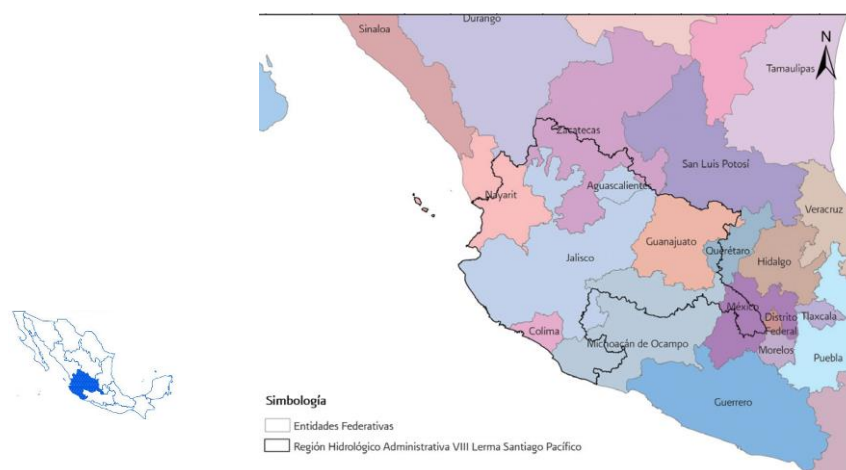 Durango
Sinaloa
N
Tamaulipas
Zacatecas
San Luis Potosí
Aguascalientes
Nayarit
Veracruz
Guanajuato
Querétaro
Jalisco
Hidalgo
México
Distrito
Federal
Tlaxcala
Colima
Michoacán de Ocampo
Morelos
Puebla
Guerrero
Simbología
Entidades Federativas
Región Hidrológico Administrativa VIII Lerma Santiago Pacífico